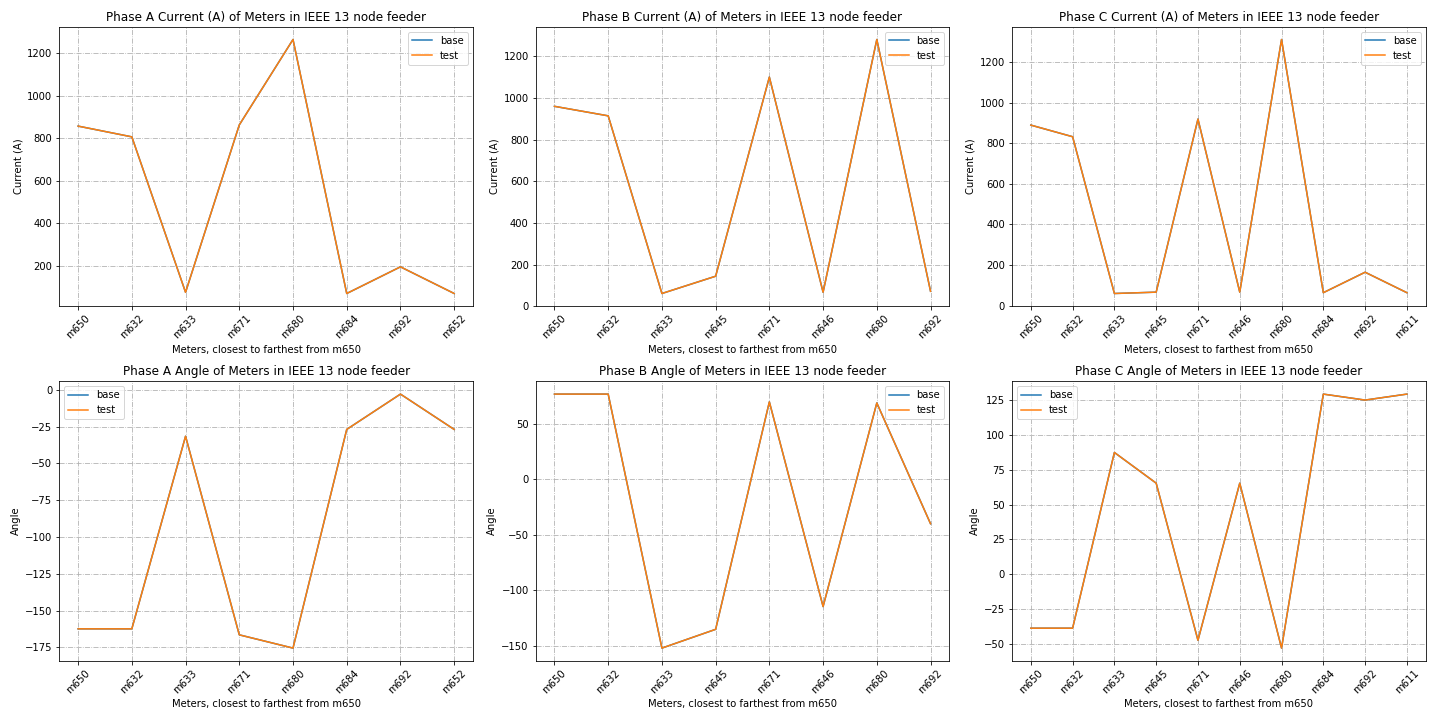 Phase A Current (A) of Meters in IEEE 13 node feeder
1200
1000
800
600
400
200
Current (A)
base
test
m650
m632
m633
m671
m680
m684
m692
m652
Meters, closest to farthest from m650
Phase B Current (A) of Meters in IEEE 13 node feeder
1200
1000
800
600
400
200
0
Current (A)
base
test
m650
m632
m633
m645
m671
m646
m680
m692
Meters, closest to farthest from m650
Phase C Current (A) of Meters in IEEE 13 node feeder
1200
1000
800
600
400
200
0
Current (A)
base
test
m650
m632
m633
m645
m671
m646
m680
m684
m692
m611
Meters, closest to farthest from m650
Phase A Angle of Meters in IEEE 13 node feeder
0
−25
−50
−75
−100
−125
−150
−175
Angle
base
test
m650
m632
m633
m671
m680
m684
m692
m652
Meters, closest to farthest from m650
Phase B Angle of Meters in IEEE 13 node feeder
50
0
−50
−100
−150
Angle
base
test
m650
m632
m633
m645
m671
m646
m680
m692
Meters, closest to farthest from m650
Phase C Angle of Meters in IEEE 13 node feeder
125
100
75
50
25
0
−25
−50
Angle
base
test
m650
m632
m633
m645
m671
m646
m680
m684
m692
m611
Meters, closest to farthest from m650